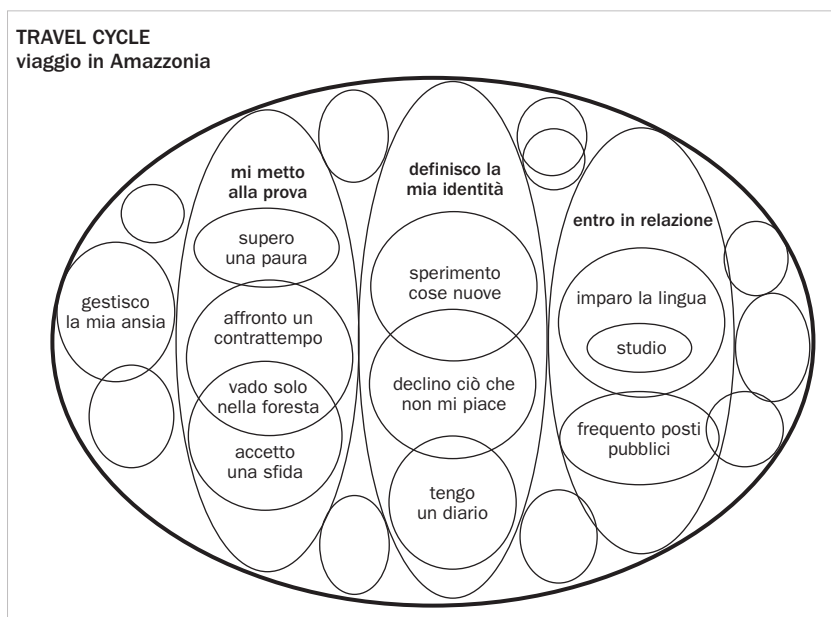 TRAVEL CYCLE
viaggio in Amazzonia
mi metto
alla prova
supero
una paura
gestisco
la mia ansia
affronto un
contrattempo
vado solo
nella foresta
accetto
una sfida
definisco la
mia identità
sperimento
cose nuove
declino ciò che
non mi piace
tengo
un diario
entro in relazione
imparo la lingua
studio
frequento posti
pubblici